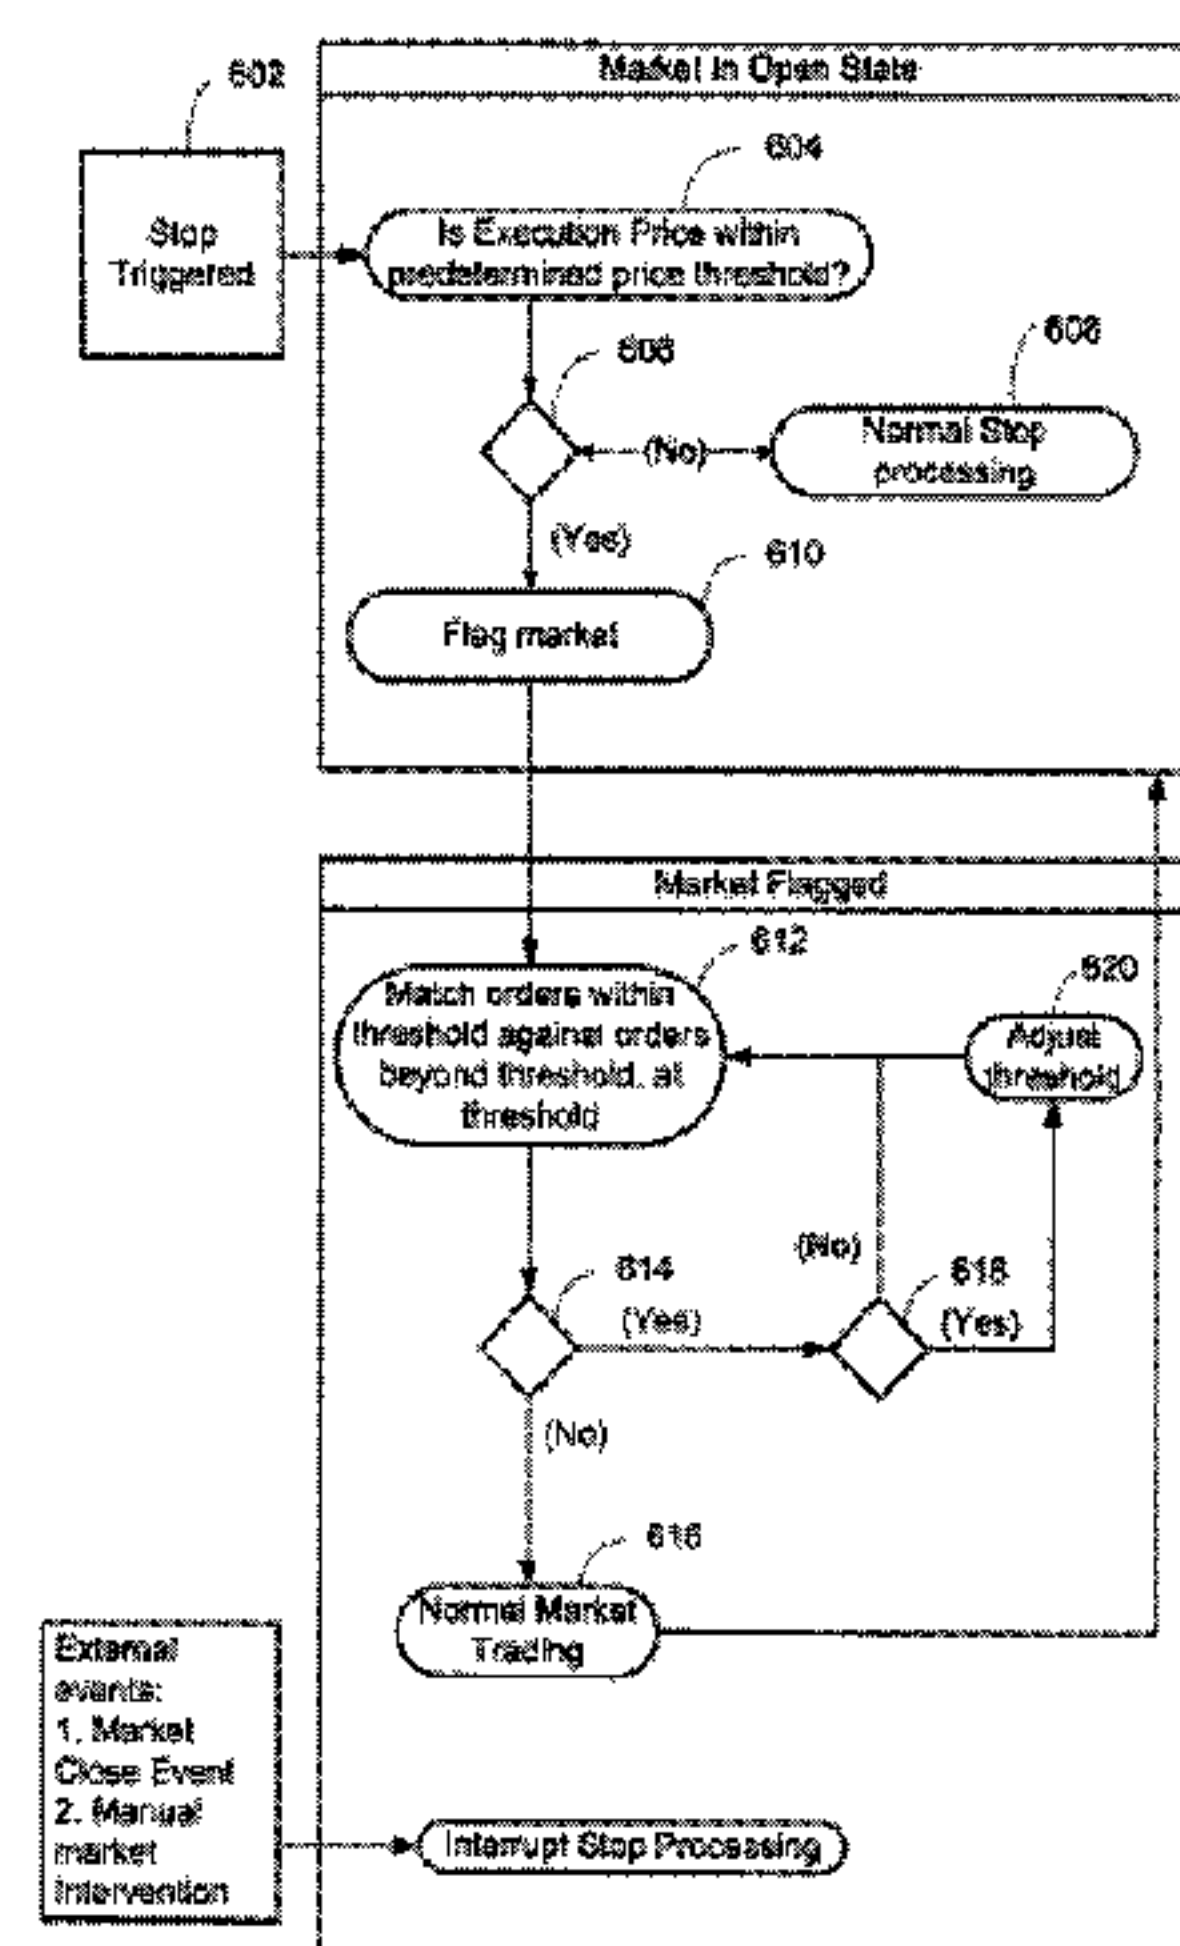 602
Market in Open State
604
Stop
Triggered
Is Execution Price within
predetermined price threshold?
606
608
(No)
Normal Stop
processing
(Yes)
610
Flag market
Market Flagged
612
620
Match orders within
threshold against orders
beyond threshold, at
threshold
Adjust
threshold
(No)
614
618
(Yes)
(Yes)
(No)
616
Normal Market
Trading
External
events:
1. Market
Close Event
2. Manual
market
intervention
Interrupt Stop Processing